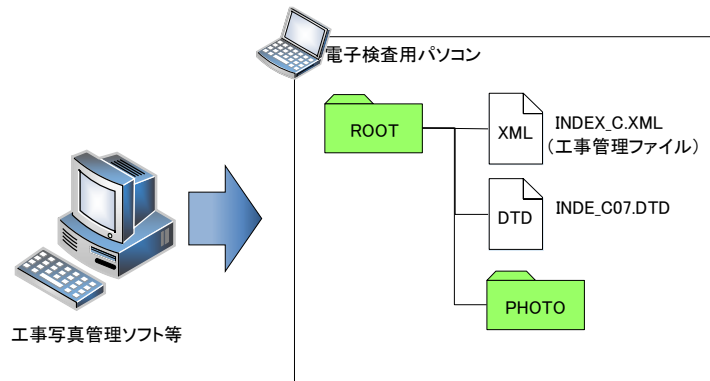 電子検査用パソコン
ROOT
XML
INDEX_C.XML
(工事管理ファイル)
DTD
INDE_C07.DTD
PHOTO
工事写真管理ソフト等